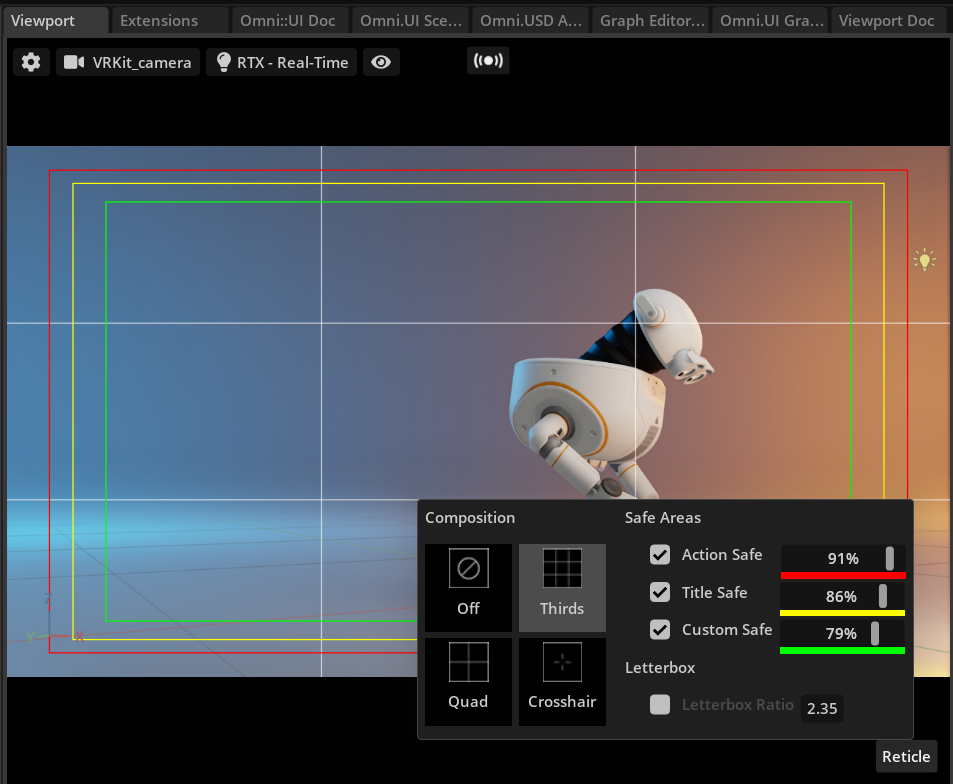 Viewport
Extensions
Omni::UI Doc
Omni.UI Sce...
Omni.USD A...
Graph Editor...
Omni.UI Gra...
Viewport Doc
VRKit_camera
RTX - Real-Time
Z
Y
X
Composition
Off
Thirds
Quad
Crosshair
Safe Areas
Action Safe
91%
Title Safe
86%
Custom Safe
79%
Letterbox
Letterbox Ratio
2.35
Reticle